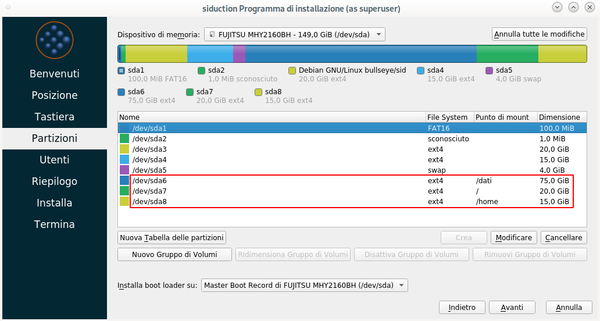 siduction Programma di installazione (as superuser)
Benvenuti
Posizione
Tastiera
Partizioni
Utenti
Riepilogo
Installa
Termina
Dispositivo di memoria: FUJITSU MHY2160BH - 149,0 GiB (/dev/sda) Annulla tutte le modifiche
sda1 sda2 Debian GNU/Linux bullseye/sid sda4 sda5
100,0 MiB FAT16 1,0 MiB sconosciuto 20,0 GiB ext4 15,0 GiB ext4 4,0 GiB swap
sda6 sda7 sda8
75,0 GiB ext4 20,0 GiB ext4 15,0 GiB ext4
Nome File System Punto di mount Dimensione
/dev/sda1 FAT16 100,0 MiB
/dev/sda2 sconosciuto 1,0 MiB
/dev/sda3 ext4 20,0 GiB
/dev/sda4 ext4 15,0 GiB
/dev/sda5 swap 4,0 GiB
/dev/sda6 ext4 /dati 75,0 GiB
/dev/sda7 ext4 / 20,0 GiB
/dev/sda8 ext4 /home 15,0 GiB
Nuova Tabella delle partizioni Crea Modificare Cancellare
Nuovo Gruppo di Volumi Ridimensiona Gruppo di Volumi Disattiva Gruppo di Volumi Rimuovi Gruppo di Volumi
Installa boot loader su: Master Boot Record di FUJITSU MHY2160BH (/dev/sda)
Indietro Avanti Annulla